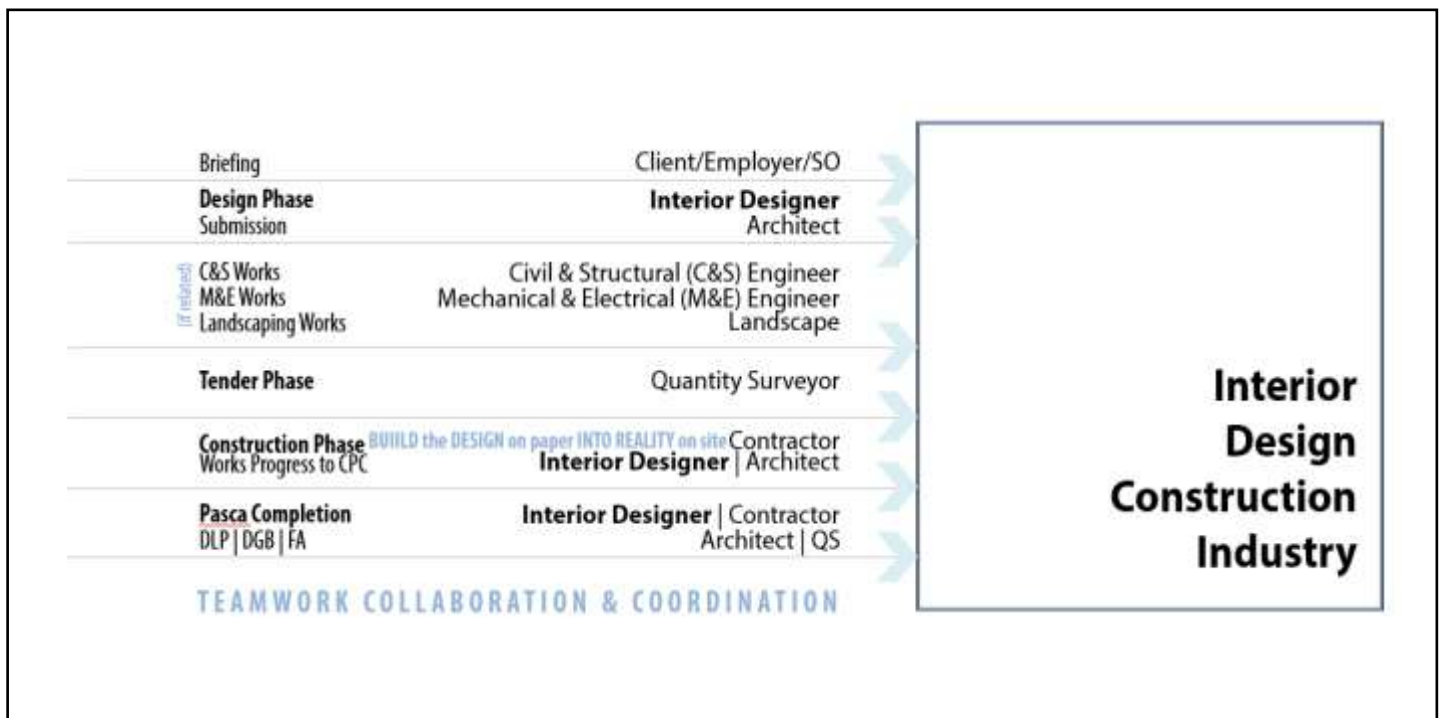 Briefing Client/Employer/SO
Design Phase Interior Designer
Submission Architect
(if related)
C&S Works Civil & Structural (C&S) Engineer
M&E Works Mechanical & Electrical (M&E) Engineer
Landscaping Works Landscape
Tender Phase Quantity Surveyor
Construction Phase BUIILD the DESIGN on paper INTO REALITY on site Contractor
Works Progress to CPC Interior Designer | Architect
Pasca Completion Interior Designer | Contractor
DLP | DGB | FA Architect | QS
TEAMWORK COLLABORATION & COORDINATION
Interior
Design
Construction
Industry